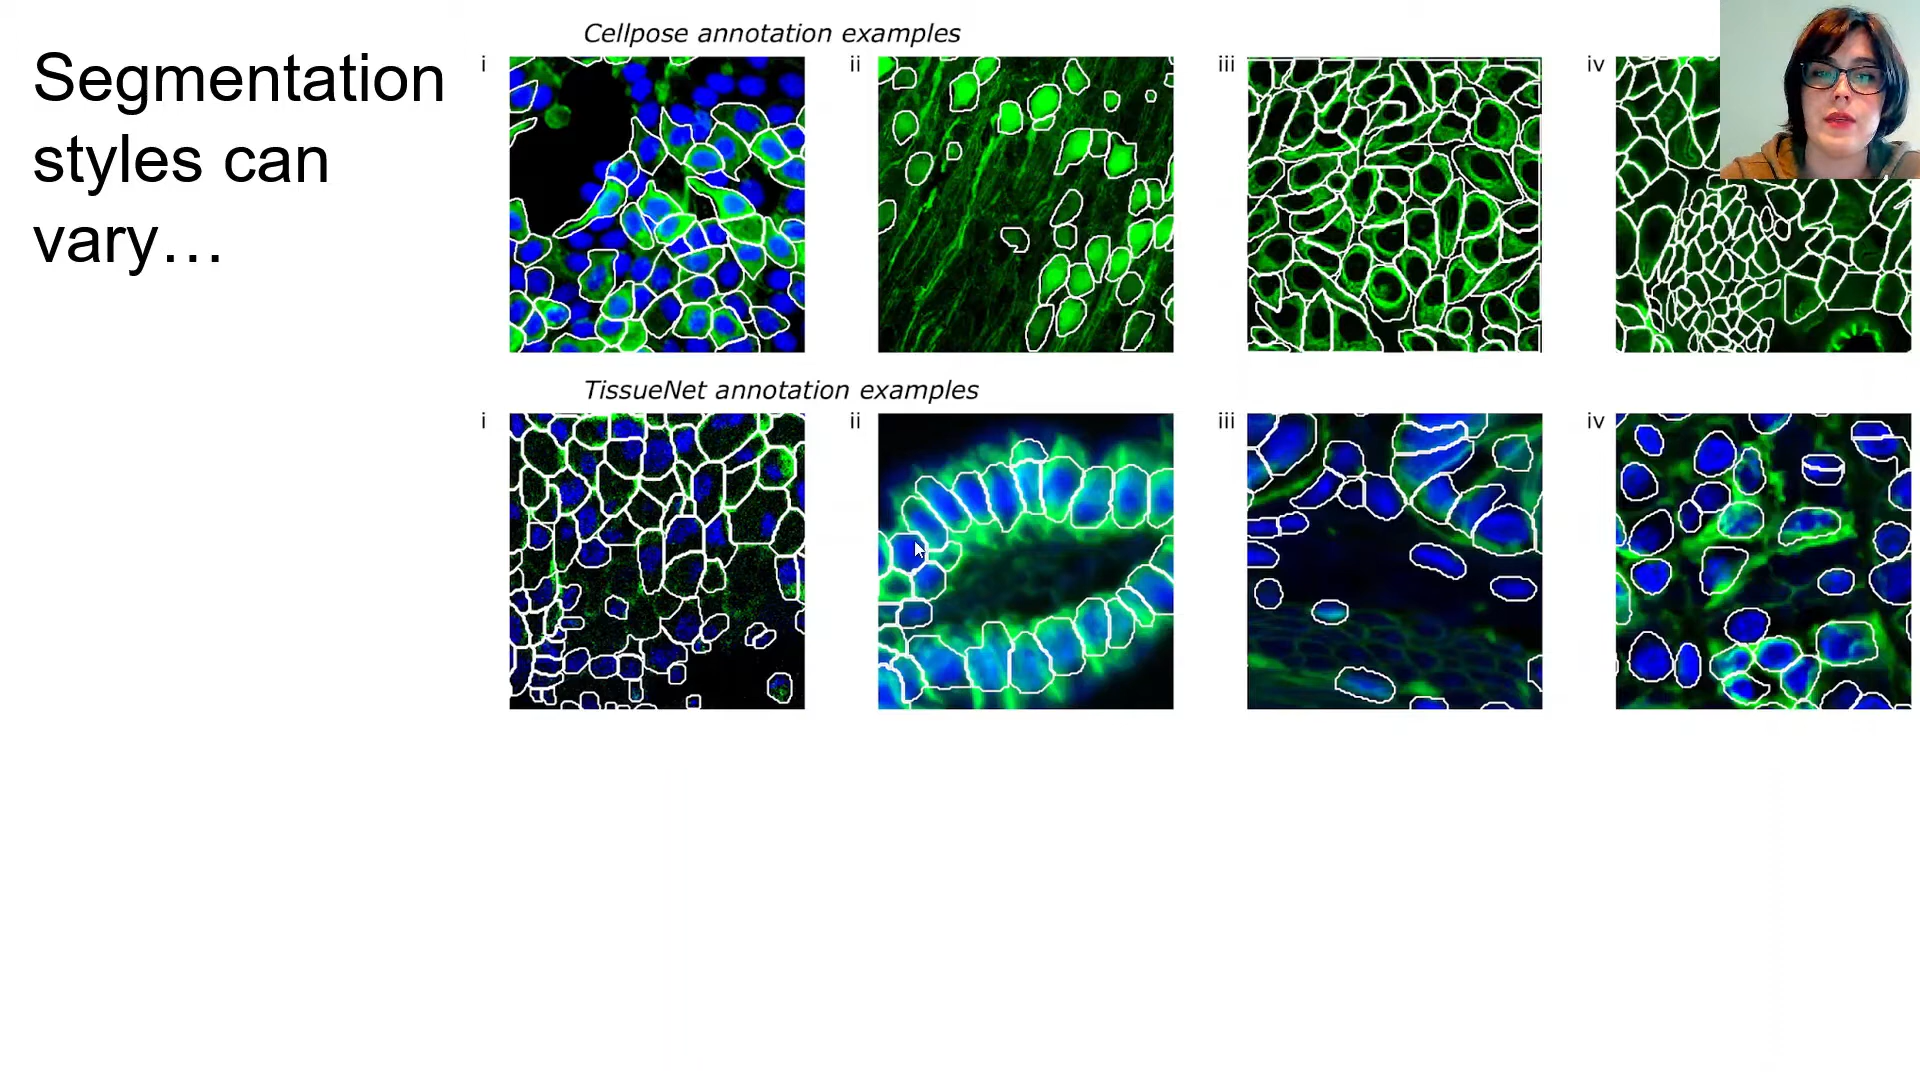 Segmentation
styles can
vary…
Cellpose annotation examples
i
ii
iii
iv
TissueNet annotation examples
i
ii
iii
iv